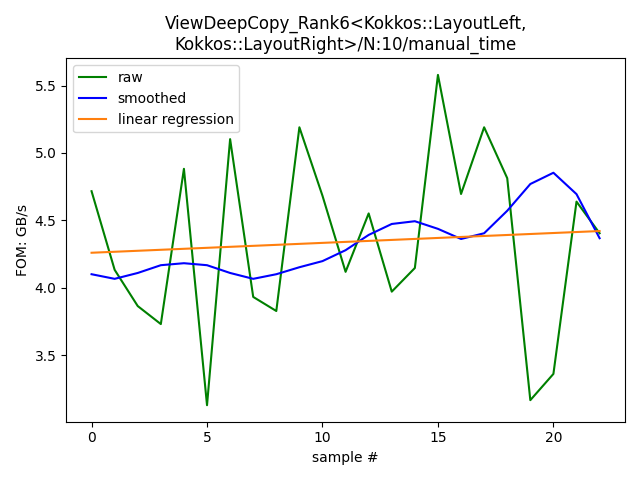 ViewDeepCopy_Rank6<Kokkos::LayoutLeft,
Kokkos::LayoutRight>/N:10/manual_time
raw
smoothed
linear regression
FOM: GB/s
5.5
5.0
4.5
4.0
3.5
0
5
10
15
20
sample #